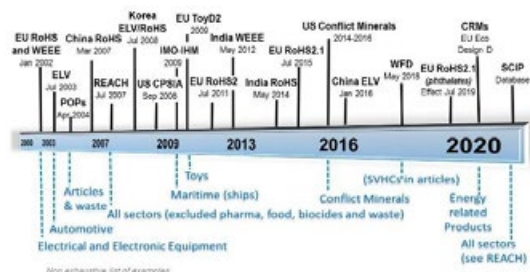 EU RoHS
and WEEE
Jan 2002
ELV
Jul 2003
POPs
Apr 2004
China RoHS
Mar 2007
REACH
Jul 2007
Korea
ELV/RoHS
Jul 2008
US CPSIA
Sep 2008
IMO-IHM
2009
EU ToyD2
2009
EU RoHS2
Jul 2011
India WEEE
May 2012
India RoHS
May 2014
EU RoHS2.1
Jul 2015
US Conflict Minerals
2014-2016
China ELV
Jan 2016
WFD
May 2018
EU RoHS2.1
(phthalates)
Effect Jul 2019
CRMs
EU Eco
Design D
SCIP
Database
2000
2003
2007
2009
2013
2016
2020
Articles
& waste
Automotive
Electrical and Electronic Equipment
All sectors (excluded pharma, food, biocides and waste)
Maritime (ships)
Toys
Conflict Minerals
(SVHCs in articles)
Energy
related
Products
All sectors
(see REACH)
Non exhaustive list of examples